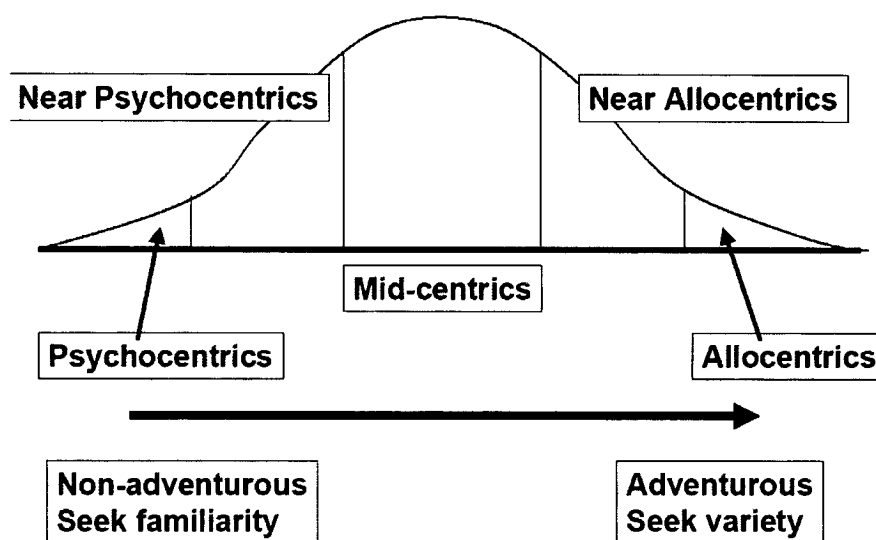 Near Psychocentrics
Near Allocentrics
Mid-centrics
Psychocentrics
Allocentrics
Non-adventurous
Seek familiarity
Adventurous
Seek variety